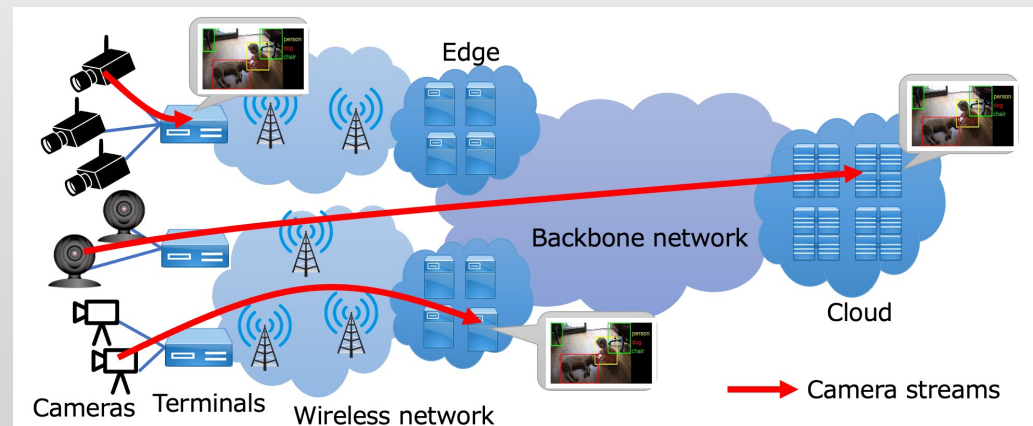 person
dog
chair
Edge
person
dog
chair
Backbone network
Cloud
person
dog
chair
Camera streams
Cameras
Terminals
Wireless network